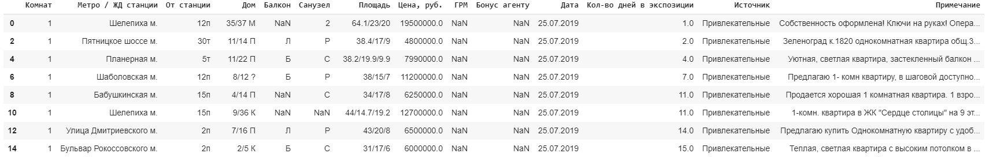 Комнат Метро / ЖД станции От станции Дом Балкон Санузел Площадь Цена, руб. ГРМ Бонус агенту Дата Кол-во дней в экспозиции Источник Примечание
0 1 Шелепиха м. 12п 35/37 М NaN 2 64.1/23/20 19500000.0 NaN NaN 25.07.2019 1.0 Привлекательные Собственность оформлена! Ключи на руках! Опера...
2 1 Пятницкое шоссе м. 30т 11/14 П Л Р 38.4/17/9 4800000.0 NaN NaN 25.07.2019 2.0 Привлекательные Зеленоград к.1820 однокомнатная квартира общ.3...
4 1 Планерная м. 5т 11/22 П Б С 38.2/19.9/9.9 7990000.0 NaN NaN 25.07.2019 4.0 Привлекательные Уютная, светлая квартира, застекленный балкон ...
6 1 Шаболовская м. 12п 8/12 ? Б Р 38/15/7 11200000.0 NaN NaN 25.07.2019 7.0 Привлекательные Предлагаю 1- комн квартиру, в шаговой доступно...
8 1 Бабушкинская м. 15п 4/14 П NaN С 34/17/8 6250000.0 NaN NaN 25.07.2019 11.0 Привлекательные Продается хорошая 1 комнатная квартира. 1 взро...
10 1 Шелепиха м. 15п 9/36 К NaN NaN 44/14.7/19.2 12700000.0 NaN NaN 25.07.2019 11.0 Привлекательные 1-комн. квартира в ЖК "Сердце столицы" на 9 эт...
12 1 Улица Дмитриевского м. 2п 7/16 П Л Р 43/20/8 6500000.0 NaN NaN 25.07.2019 14.0 Привлекательные Предлагаю купить Однокомнатную квартиру с удоб...
14 1 Бульвар Рокоссовского м. 2п 2/5 К Б С 31/17/6 6000000.0 NaN NaN 25.07.2019 15.0 Привлекательные Теплая, светлая квартира с высоким потолком в ...